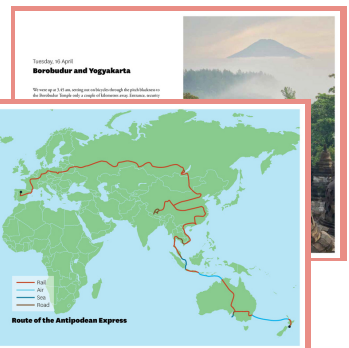 Tuesday, 16 April
Borobudur and Yogyakarta
We were up at 3.45 am, setting out on bicycles through the pitch blackness to
the Borobudur Temple only a couple of kilometres away. Entrance, security
Rail
Air
Sea
Road
Route of the Antipodean Express